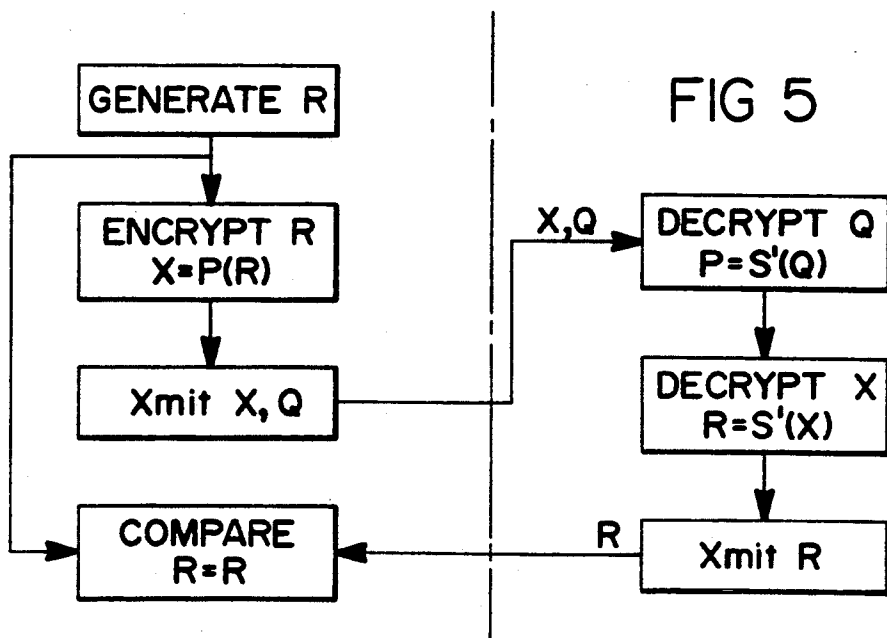 FIG 5
GENERATE R
ENCRYPT R
X=P(R)
Xmit X, Q
COMPARE
R=R
X,Q
DECRYPT Q
P=S'(Q)
DECRYPT X
R=S'(X)
Xmit R
R